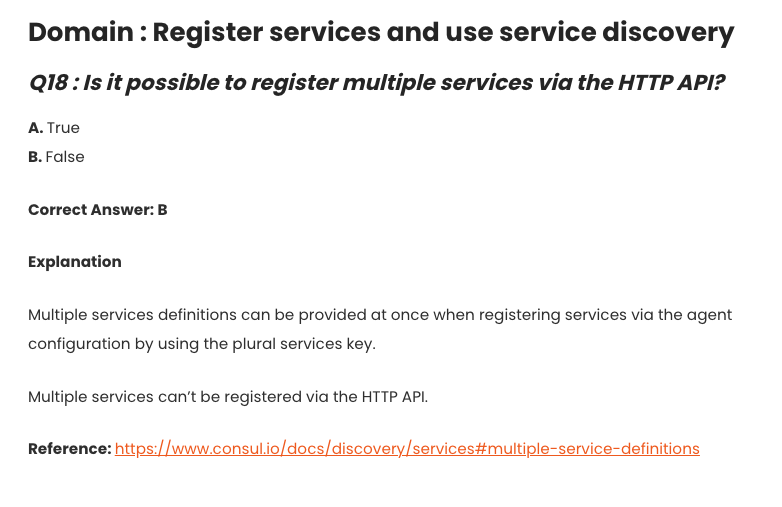 Domain : Register services and use service discovery
Q18 : Is it possible to register multiple services via the HTTP API?
A. True
B. False
Correct Answer: B
Explanation
Multiple services definitions can be provided at once when registering services via the agent
configuration by using the plural services key.
Multiple services can’t be registered via the HTTP API.
Reference: https://www.consul.io/docs/discovery/services#multiple-service-definitions